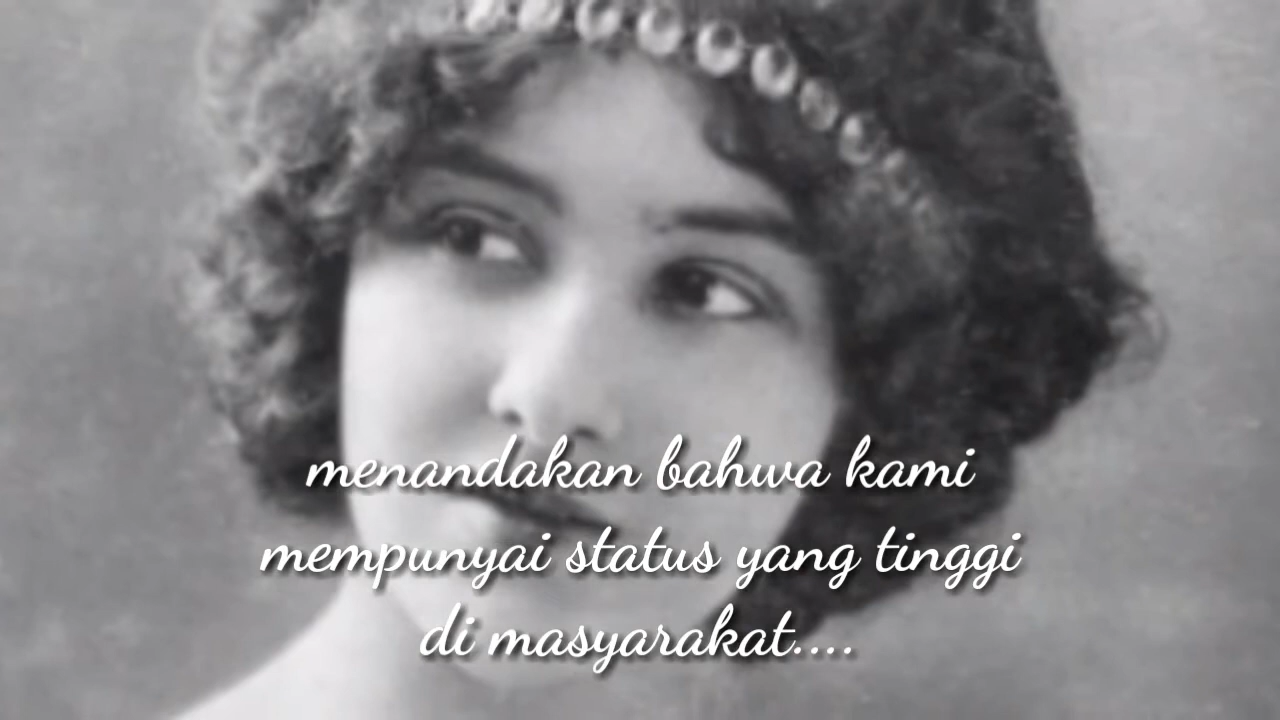 menandakan bahwa kami
mempunyai status yang tinggi
di masyarakat....